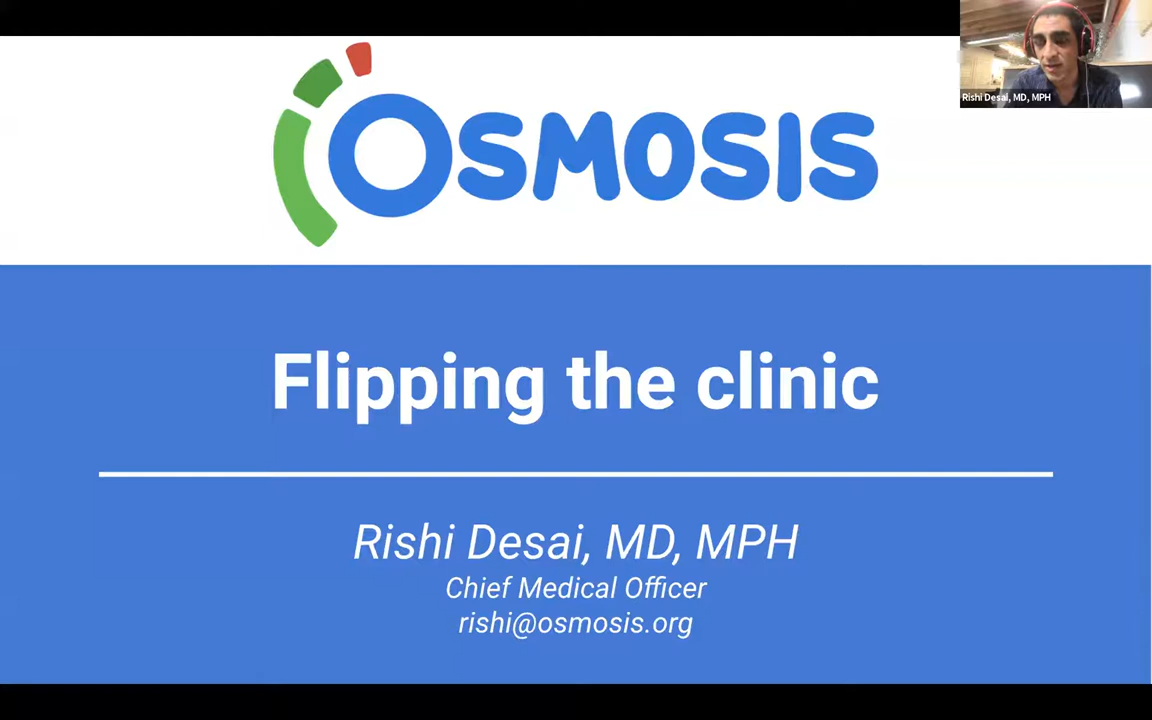 OSMOSIS
Rishi Desai, MD, MPH
Flipping the clinic
Rishi Desai, MD, MPH
Chief Medical Officer
rishi@osmosis.org